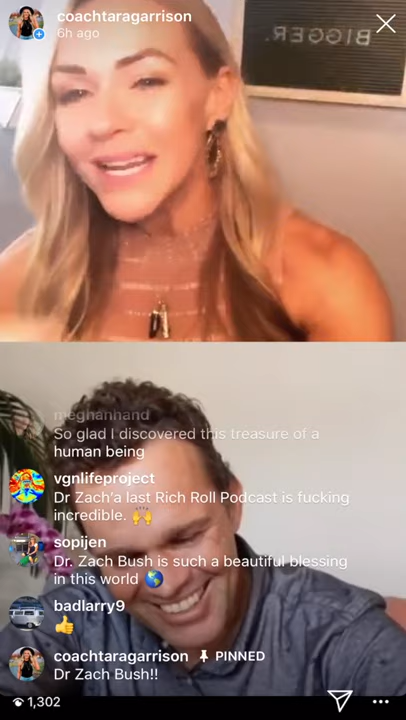 coachtaragarrison
6h ago
BIGGER.
meghanhand
So glad I discovered this treasure of a
human being
vgnlifeproject
Dr Zach'a last Rich Roll Podcast is fucking
incredible. 🙌
sopijen
Dr. Zach Bush is such a beautiful blessing
in this world 🌎
badlarry9
👍
coachtaragarrison 📌 PINNED
Dr Zach Bush!!
1,302